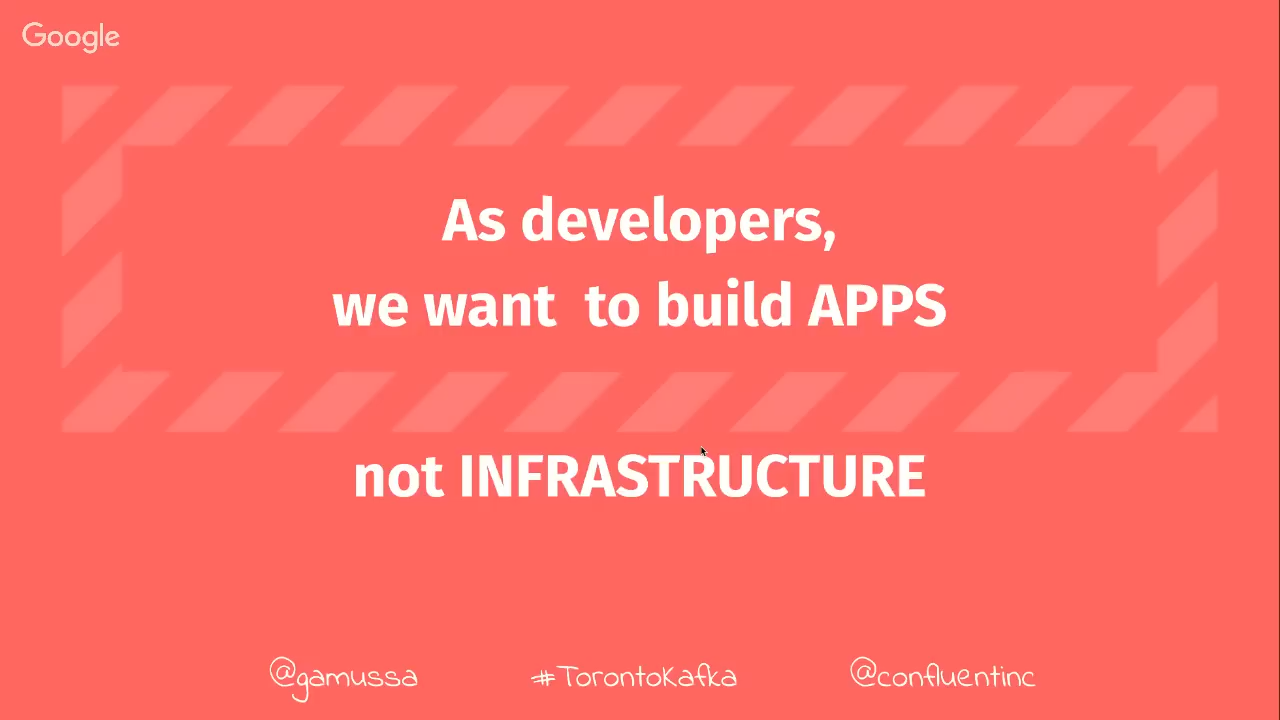 Google
As developers,
we want  to build APPS
not INFRASTRUCTURE
@gamussa #TorontoKafka @confluentinc